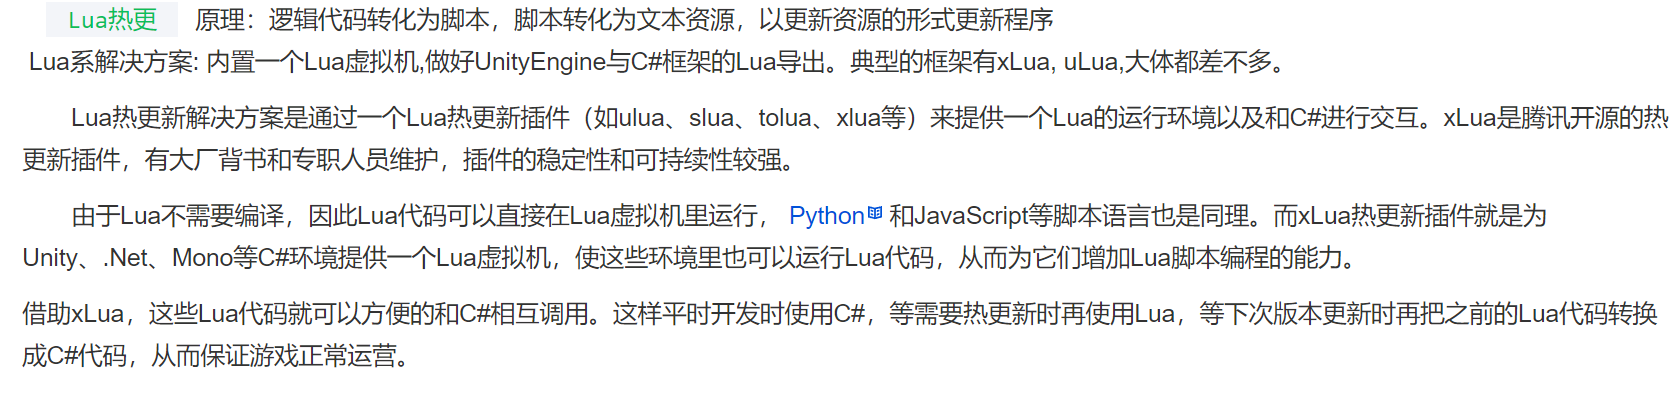 Lua热更 原理：逻辑代码转化为脚本，脚本转化为文本资源，以更新资源的形式更新程序
Lua系解决方案: 内置一个Lua虚拟机,做好UnityEngine与C#框架的Lua导出。典型的框架有xLua, uLua,大体都差不多。
Lua热更新解决方案是通过一个Lua热更新插件（如ulua、slua、tolua、xlua等）来提供一个Lua的运行环境以及和C#进行交互。xLua是腾讯开源的热
更新插件，有大厂背书和专职人员维护，插件的稳定性和可持续性较强。
由于Lua不需要编译，因此Lua代码可以直接在Lua虚拟机里运行， Python 和JavaScript等脚本语言也是同理。而xLua热更新插件就是为
Unity、.Net、Mono等C#环境提供一个Lua虚拟机，使这些环境里也可以运行Lua代码，从而为它们增加Lua脚本编程的能力。
借助xLua，这些Lua代码就可以方便的和C#相互调用。这样平时开发时使用C#，等需要热更新时再使用Lua，等下次版本更新时再把之前的Lua代码转换
成C#代码，从而保证游戏正常运营。